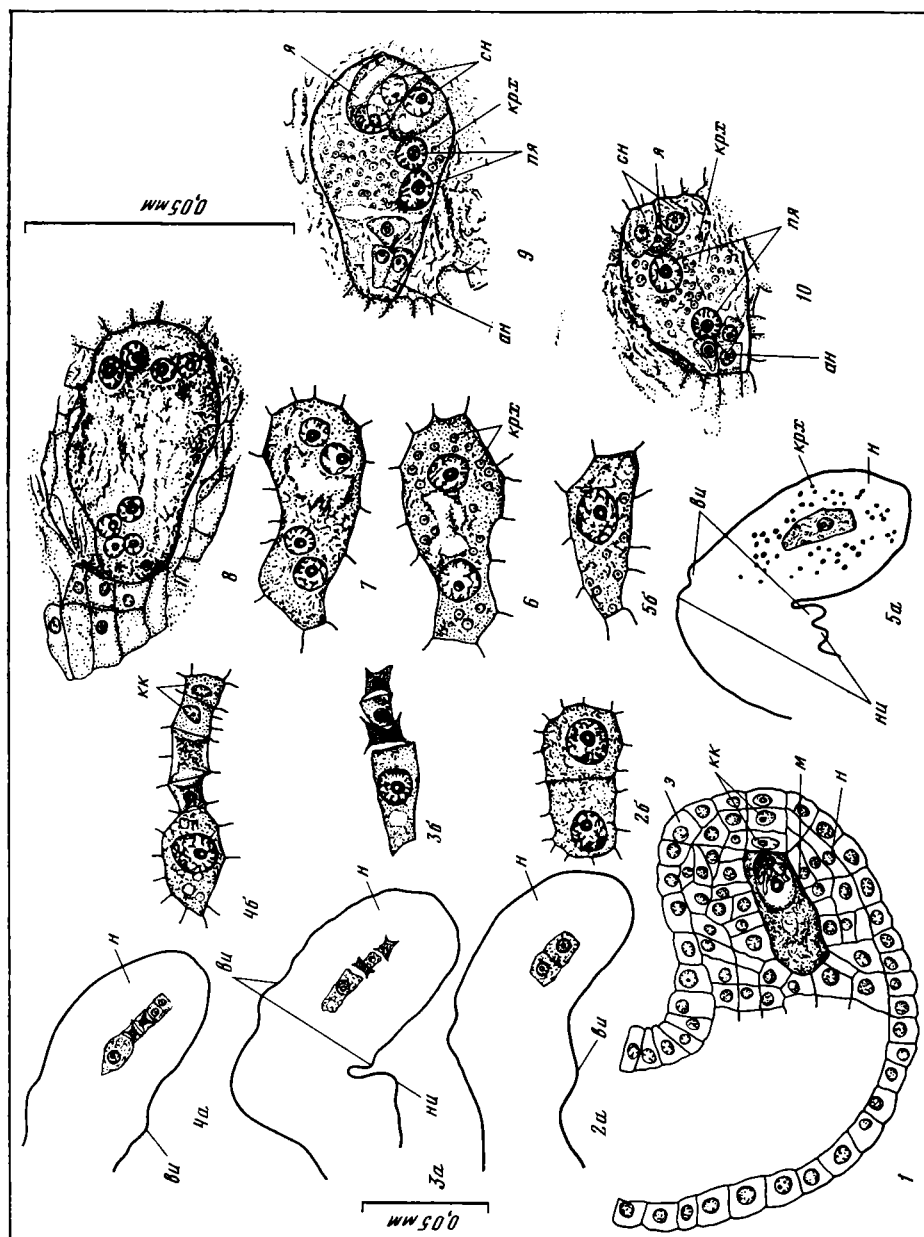 1
э
кк
м
н
2а
н
ви
2б
3а
ви
ни
н
3б
4а
н
ви
4б
кк
5а
ви
ни
крх
н
5б
6
крх
7
8
9
ан
я
сн
крх
пя
10
сн
я
крх
пя
ан
0,05 мм
0,05 мм